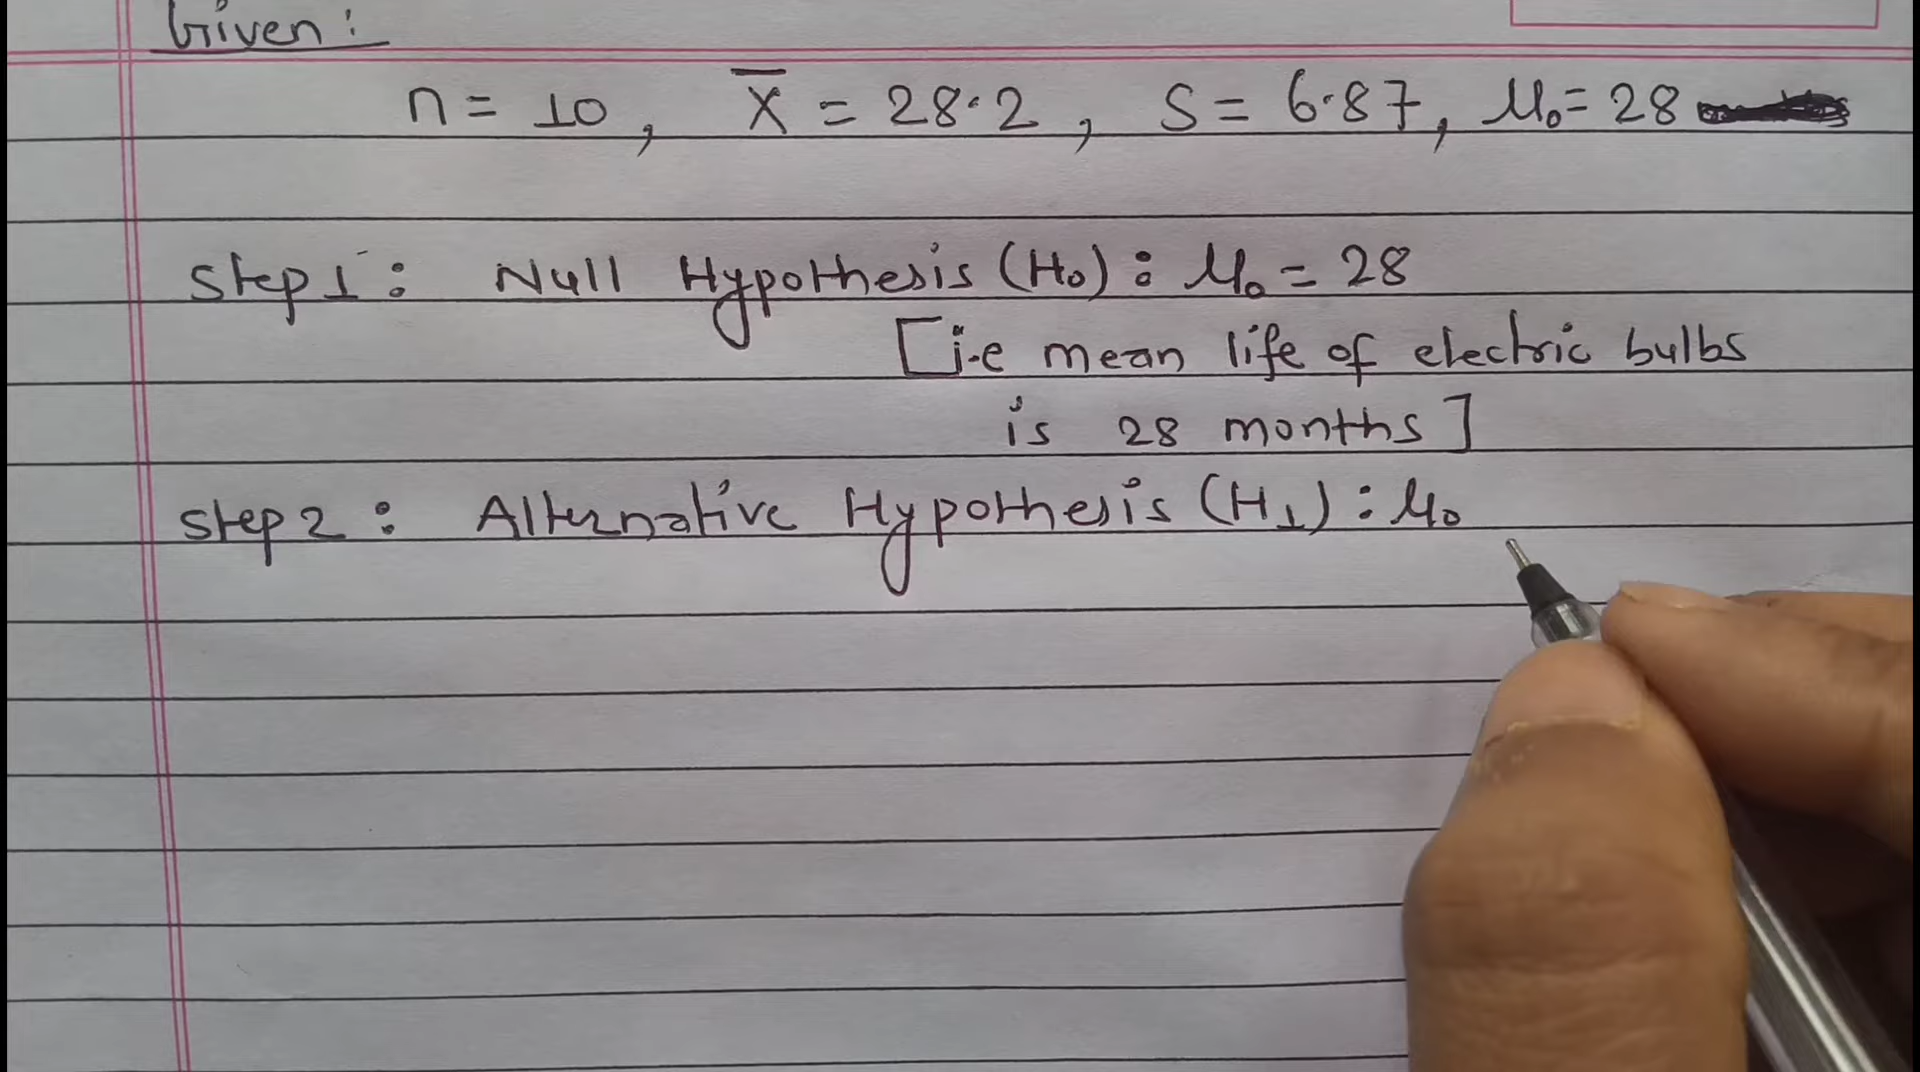 Given:
n = 10, X̄ = 28.2, S = 6.87, μ₀ = 28
Step 1: Null Hypothesis (H₀): μ₀ = 28
[i.e mean life of electric bulbs
is 28 months]
Step 2: Alternative Hypothesis (H₁): μ₀